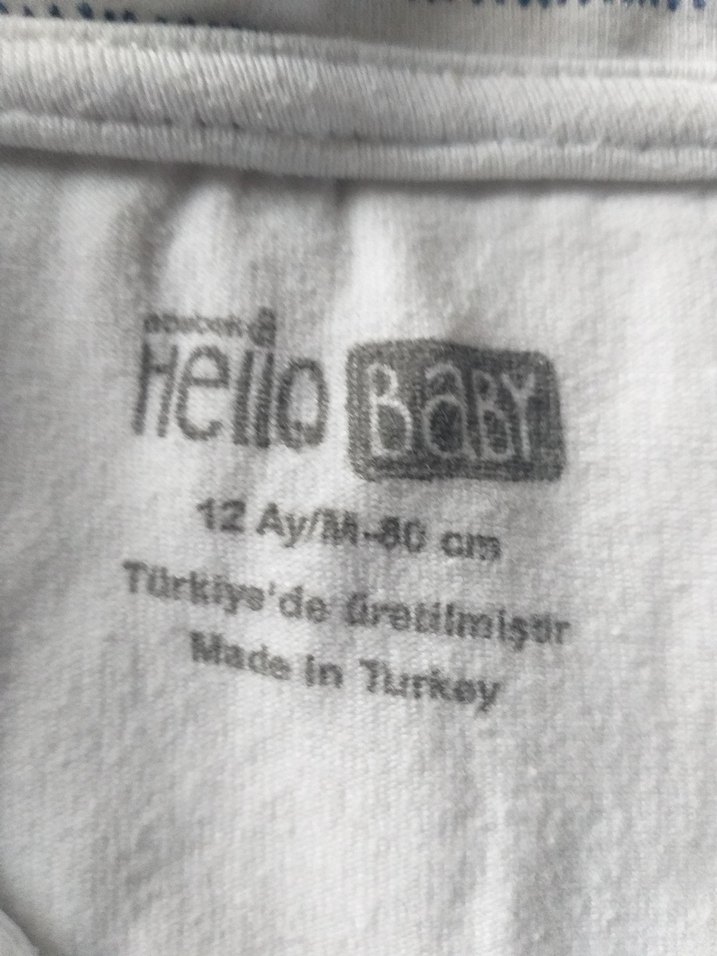 Hello BaBY
12 Ay/M-80 cm
Türkiye'de üretilmiştir
Made in Turkey